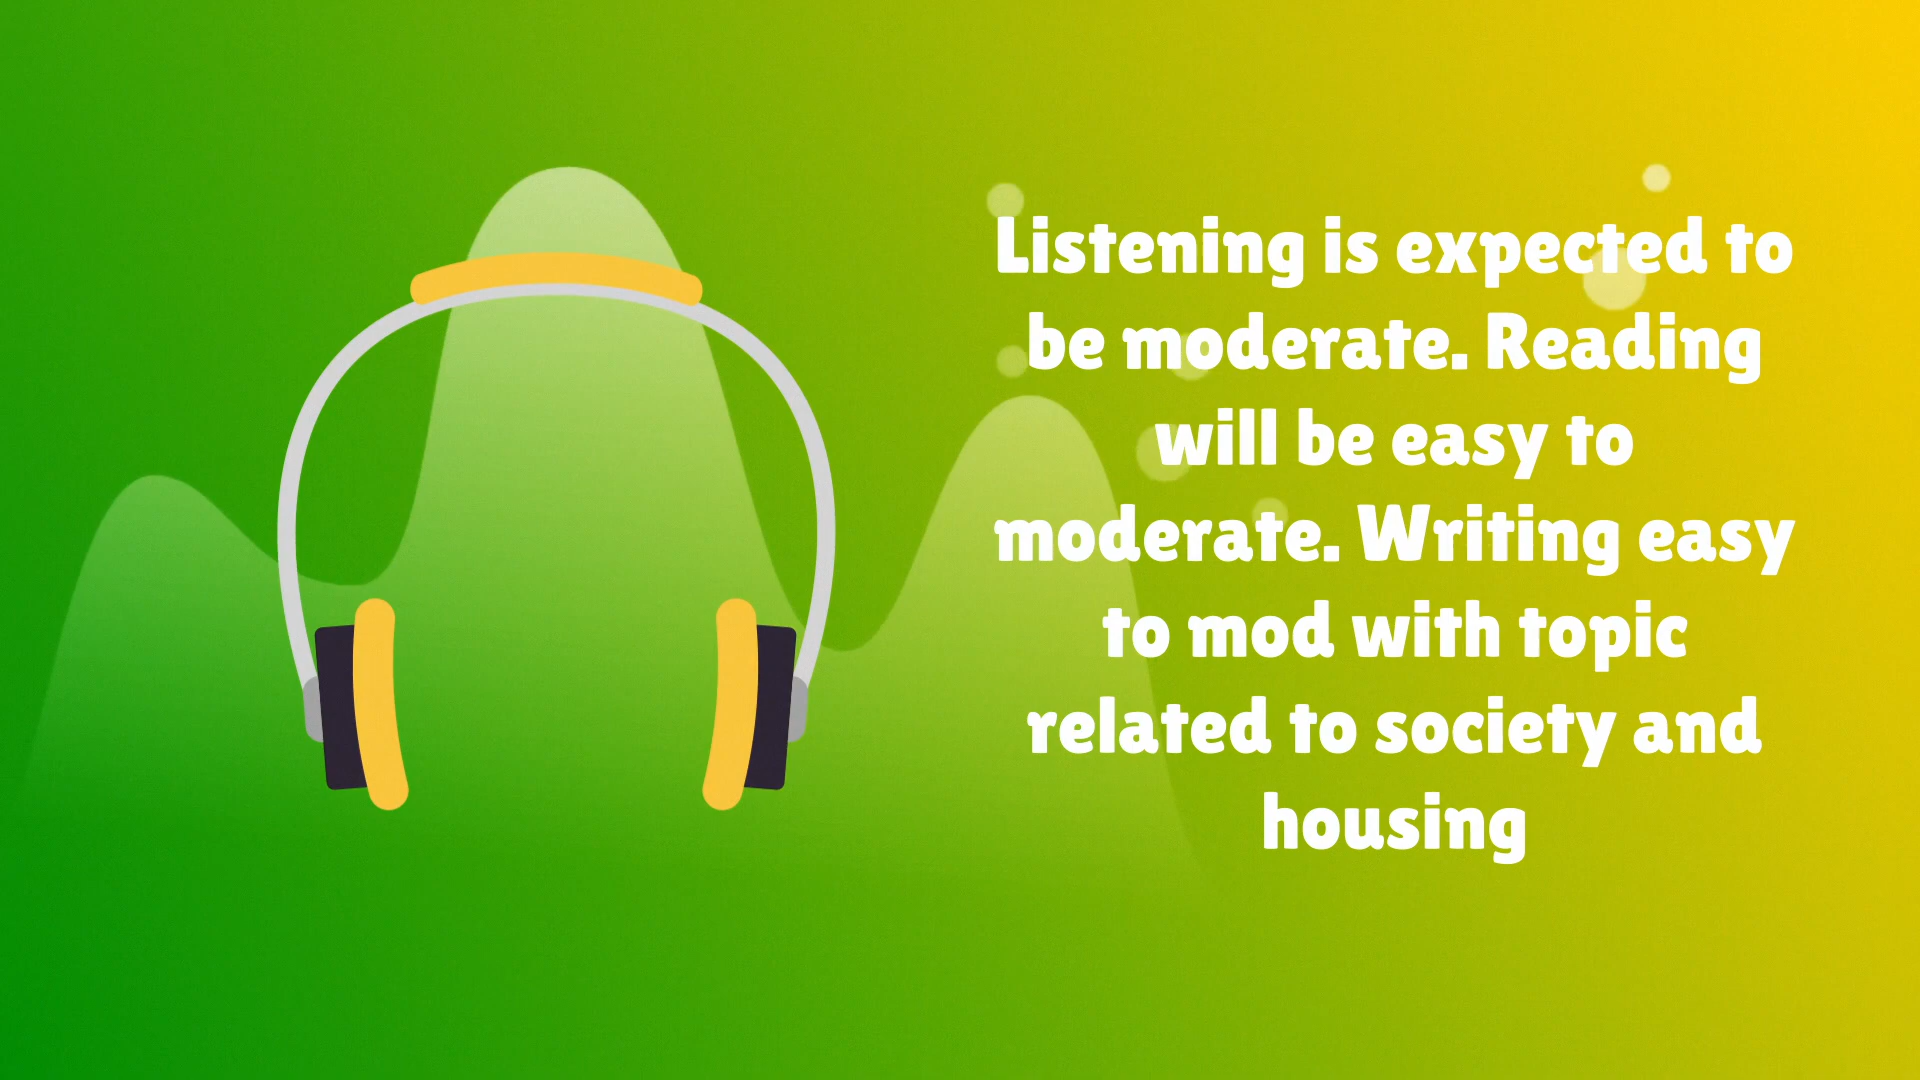 Listening is expected to
be moderate. Reading
will be easy to
moderate. Writing easy
to mod with topic
related to society and
housing